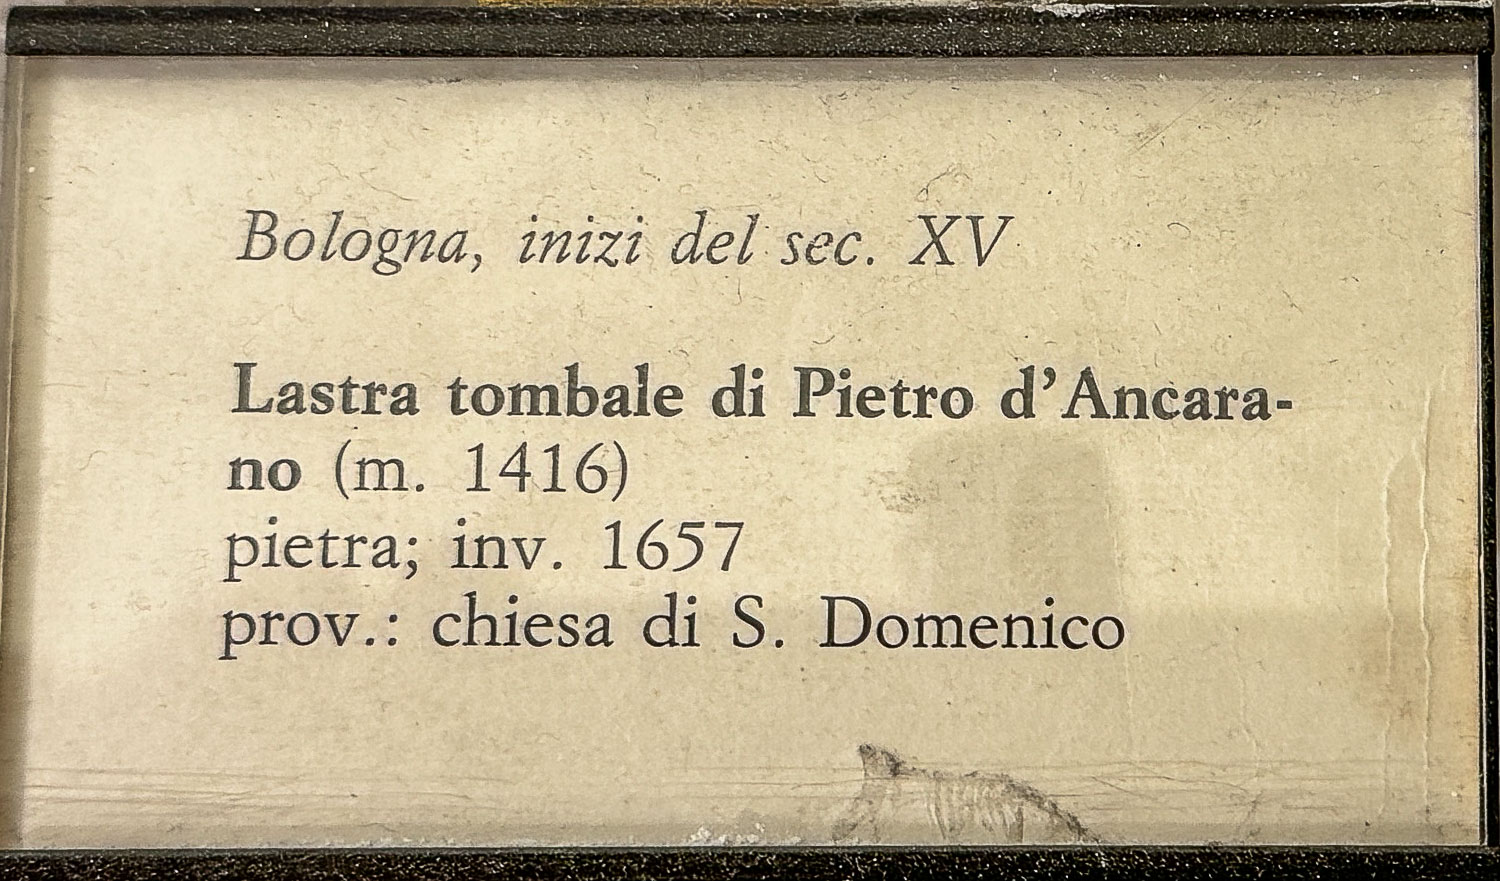 Bologna, inizi del sec. XV
Lastra tombale di Pietro d'Ancara-
no (m. 1416)
pietra; inv. 1657
prov.: chiesa di S. Domenico